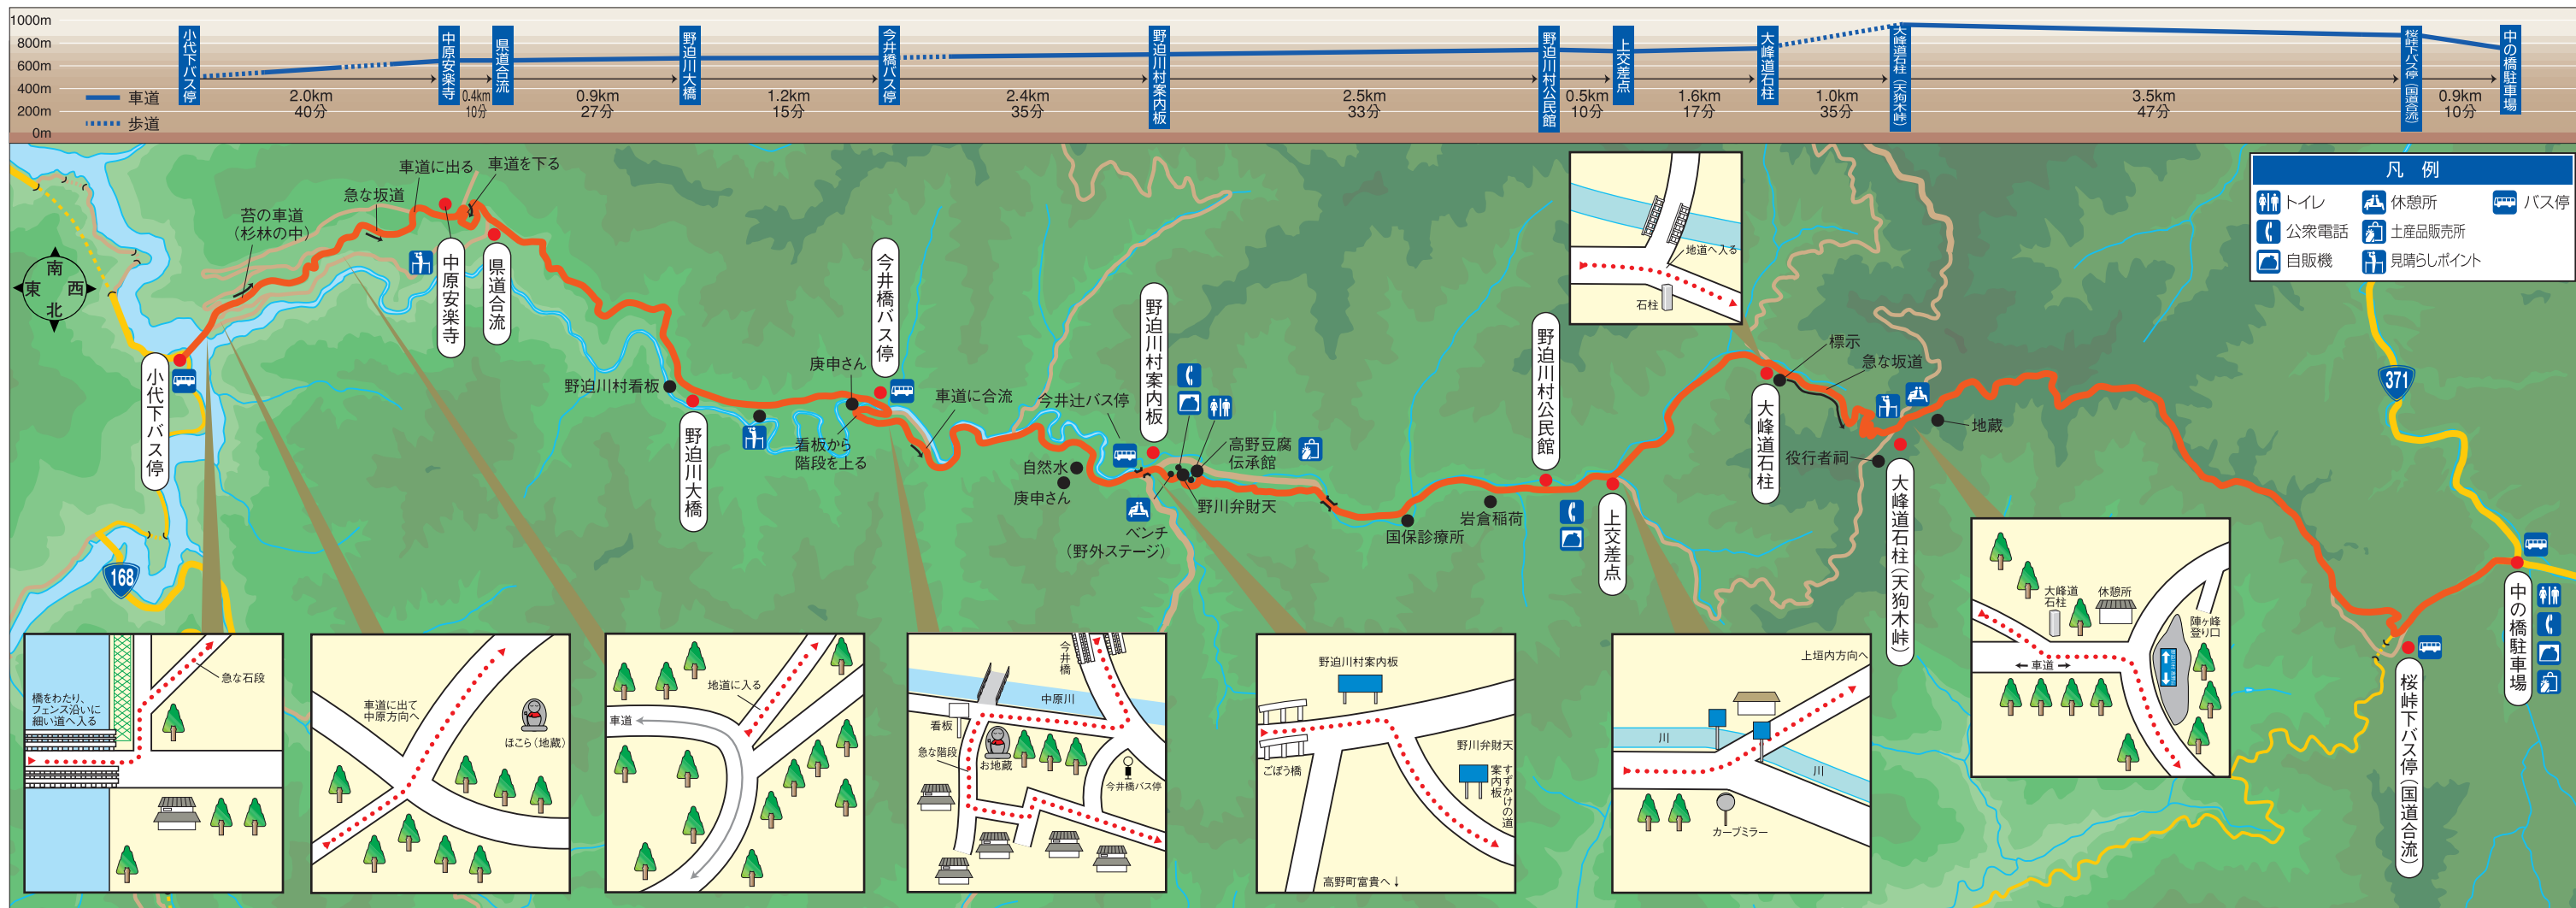 1000m
800m
600m
400m
200m
0m
車道
歩道
小代下バス停
2.0km
40分
中原安楽寺
0.4km
10分
県道合流
0.9km
27分
野迫川大橋
1.2km
15分
今井橋バス停
2.4km
35分
野迫川村案内板
2.5km
33分
野迫川村公民館
0.5km
10分
上交差点
1.6km
17分
大峰道石柱
1.0km
35分
大峰道石柱(天狗木峠)
3.5km
47分
桜峠下バス停(国道合流)
0.9km
10分
中の橋駐車場
凡 例
トイレ
休憩所
バス停
公衆電話
土産品販売所
自販機
見晴らしポイント
南
東 西
北
苔の車道
(杉林の中)
急な坂道
車道に出る
車道を下る
中原安楽寺
県道合流
小代下バス停
168
野迫川村看板
野迫川大橋
庚申さん
今井橋バス停
看板から
階段を上る
車道に合流
今井辻バス停
野迫川村案内板
自然水
庚申さん
高野豆腐
伝承館
野川弁財天
ベンチ
(野外ステージ)
国保診療所
岩倉稲荷
野迫川村公民館
上交差点
地道へ入る
石柱
標示
急な坂道
大峰道石柱
役行者祠
地蔵
大峰道石柱(天狗木峠)
371
中の橋駐車場
桜峠下バス停(国道合流)
橋をわたり、
フェンス沿いに
細い道へ入る
急な石段
車道に出て
中原方向へ
ほこら(地蔵)
車道
地道に入る
今井橋
中原川
看板
急な階段
お地蔵
今井橋バス停
野迫川村案内板
ごぼう橋
野川弁財天
すずかけの道
案内板
高野町富貴へ↓
上垣内方向へ
川
川
カーブミラー
大峰道
石柱
休憩所
陣ヶ峰
登り口
←車道→